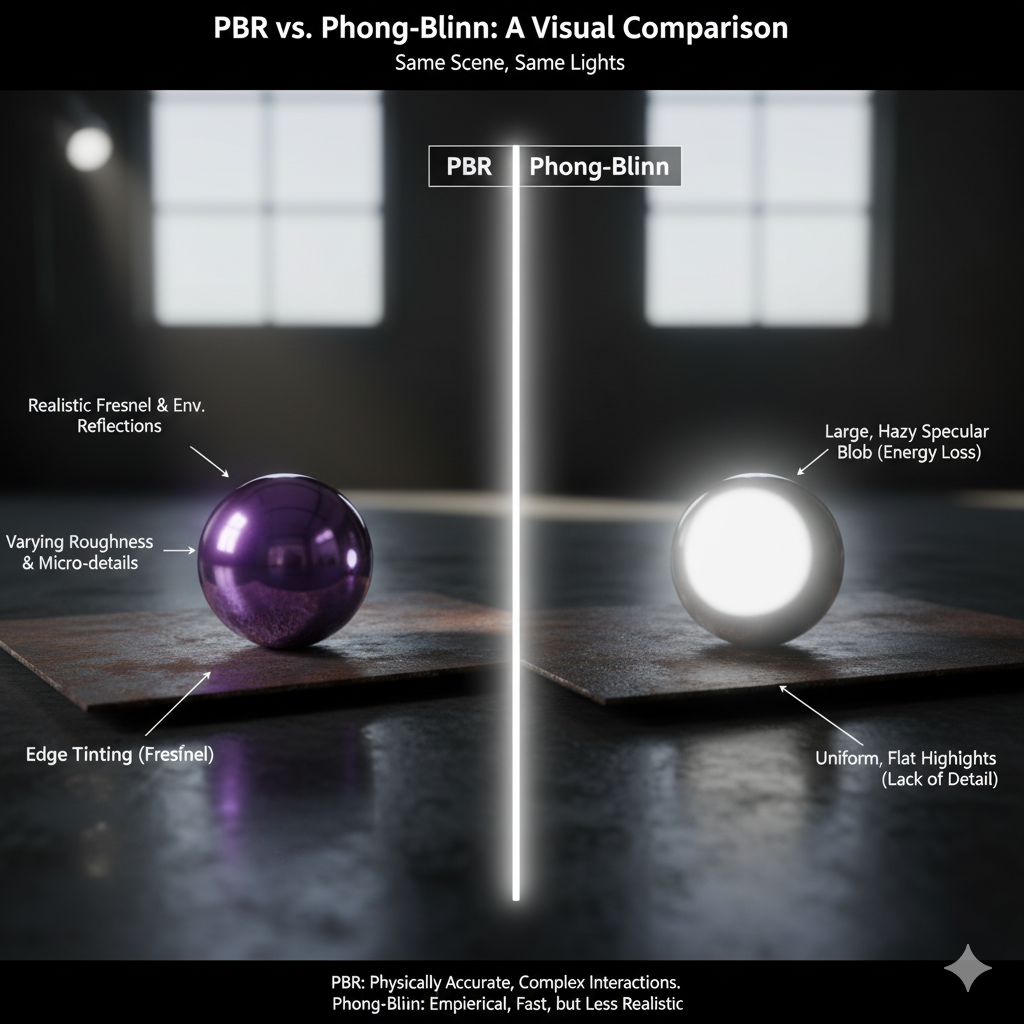 PBR vs. Phong-Blinn: A Visual Comparison
Same Scene, Same Lights
PBR
Phong-Blinn
Realistic Fresnel & Env.
Reflections
Large, Hazy Specular
Blob (Energy Loss)
Varying Roughness
& Micro-details
Edge Tinting (Fresfnel)
Uniform, Flat Highights
(Lack of Detail)
PBR: Physically Accurate, Complex Interactions.
Phong-Bliin: Empierical, Fast, but Less Realistic